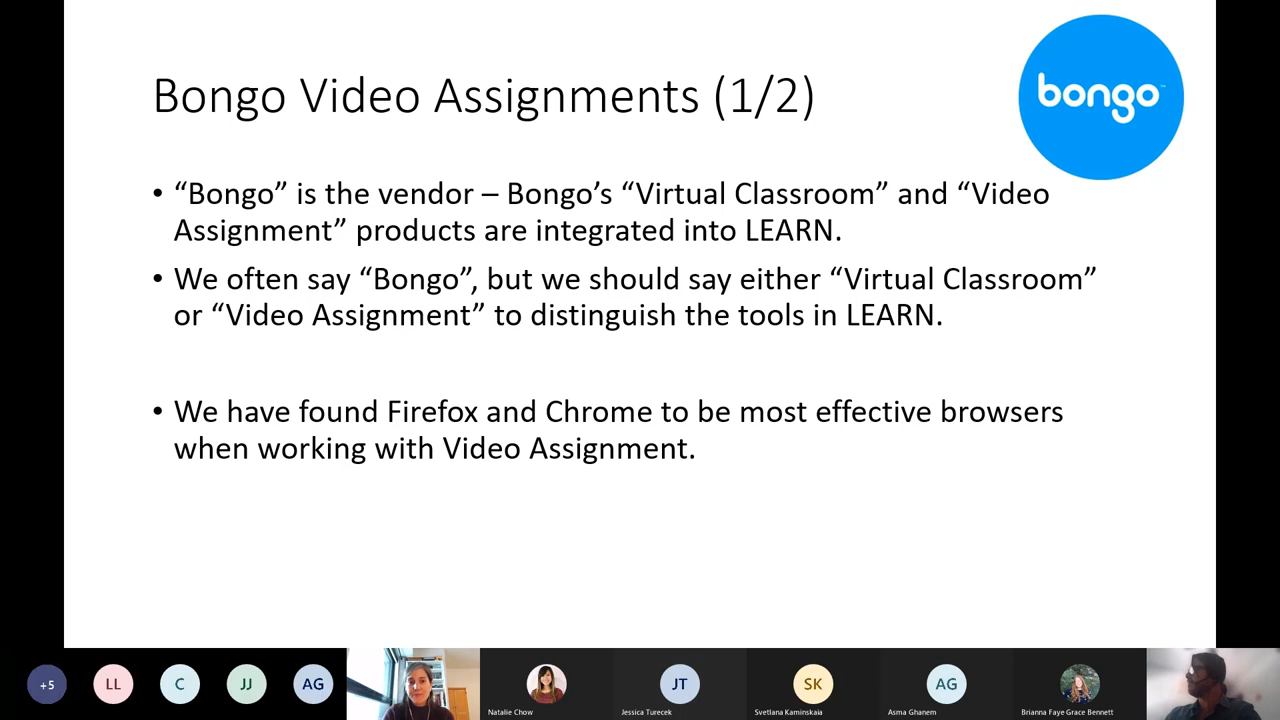 Bongo Video Assignments (1/2)
bongo
• “Bongo” is the vendor – Bongo’s “Virtual Classroom” and “Video
Assignment” products are integrated into LEARN.
• We often say “Bongo”, but we should say either “Virtual Classroom”
or “Video Assignment” to distinguish the tools in LEARN.
• We have found Firefox and Chrome to be most effective browsers
when working with Video Assignment.
+5
LL
C
JJ
AG
Natalie Chow
JT
Jessica Turecek
SK
Svetlana Kaminskaia
AG
Asma Ghanem
Brianna Faye Grace Bennett